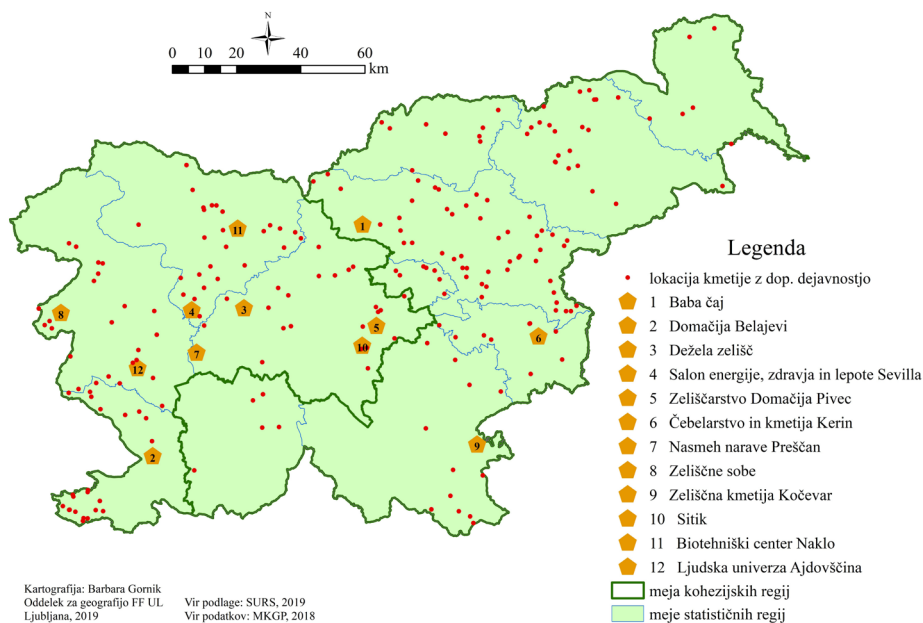 N
0 10 20 40 60
km
11
1
8
4
3
5
10
6
7
12
9
2
Legenda
lokacija kmetije z dop. dejavnostjo
1 Baba čaj
2 Domačija Belajevi
3 Dežela zelišč
4 Salon energije, zdravja in lepote Sevilla
5 Zeliščarstvo Domačija Pivec
6 Čebelarstvo in kmetija Kerin
7 Nasmeh narave Preščan
8 Zeliščne sobe
9 Zeliščna kmetija Kočevar
10 Sitik
11 Biotehniški center Naklo
12 Ljudska univerza Ajdovščina
meja kohezijskih regij
meje statističnih regij
Kartografija: Barbara Gornik
Oddelek za geografijo FF UL
Ljubljana, 2019
Vir podlage: SURS, 2019
Vir podatkov: MKGP, 2018